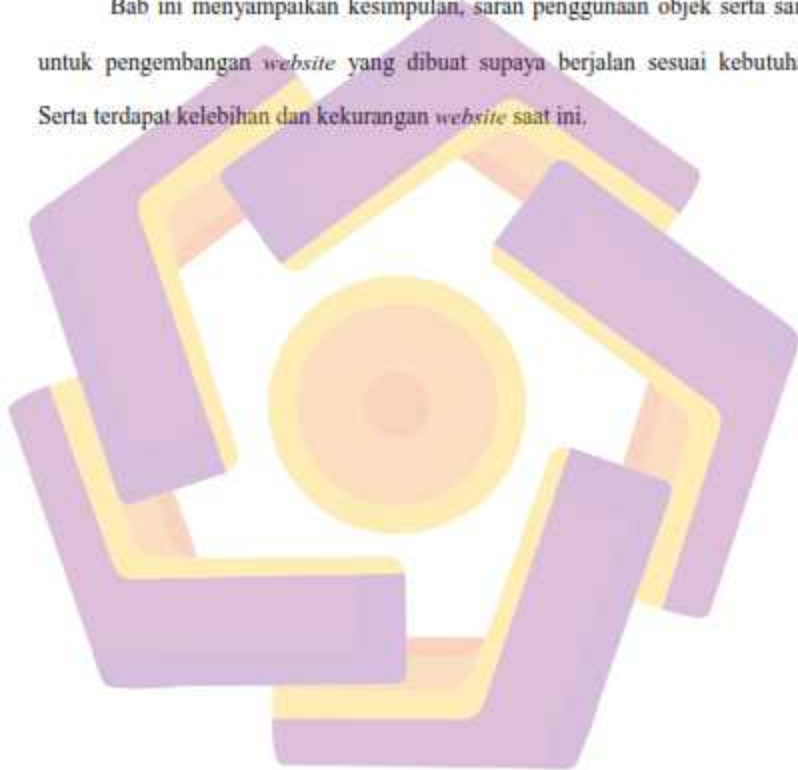 Bab ini menyampaikan kesimpulan, saran penggunaan objek serta
untuk pengembangan website yang dibuat supaya berjalan sesuai
Serta terdapat kelebihan dan kekurangan website saat ini.